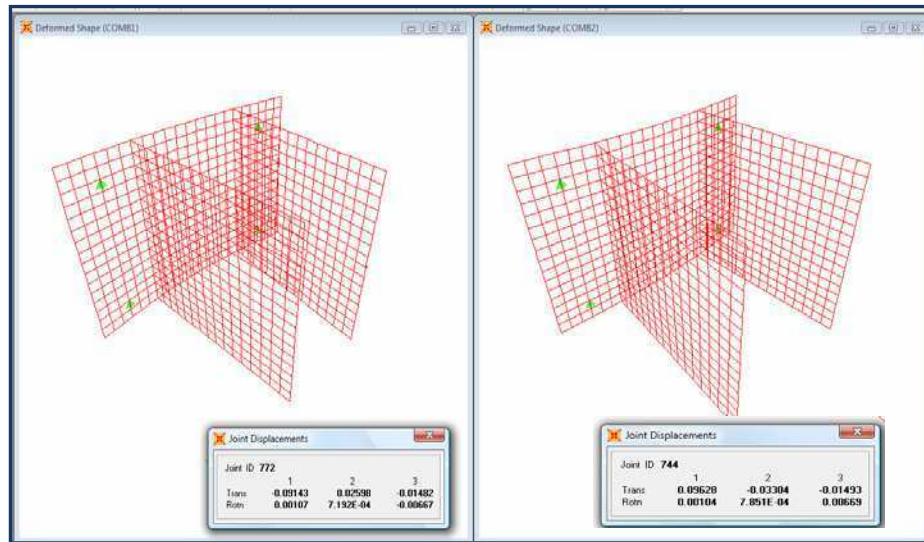 Deformed Shape (COMB1)
Deformed Shape (COMB2)
Joint Displacements
Joint ID 772
1 2 3
Trans -0.09143 0.02598 -0.01482
Rotn 0.00107 7.192E-04 -0.00667
Joint Displacements
Joint ID 744
1 2 3
Trans 0.09628 -0.03304 -0.01493
Rotn 0.00104 7.851E-04 0.00669